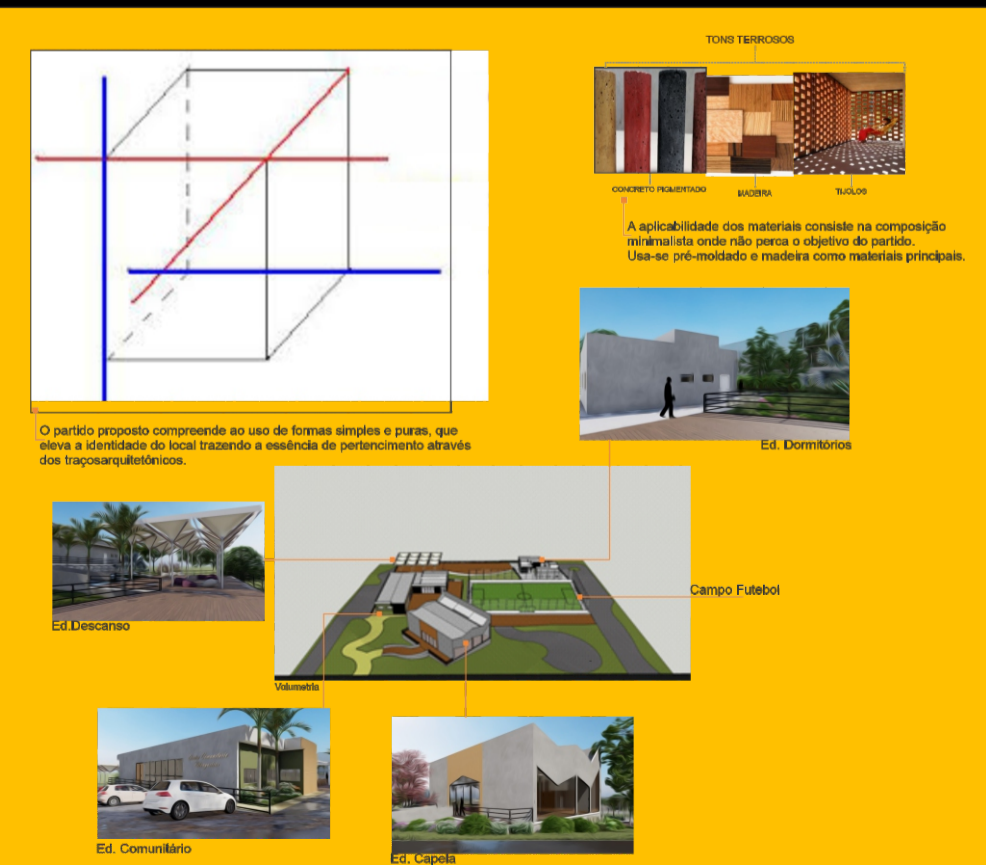 TONS TERROSOS
CONCRETO PIGMENTADO
MADEIRA
TIJOLOS
A aplicabilidade dos materiais consiste na composição
minimalista onde não perca o objetivo do partido.
Usa-se pré-moldado e madeira como materiais principais.
O partido proposto compreende ao uso de formas simples e puras, que
eleva a identidade do local trazendo a essência de pertencimento através
dos traçosarquitetônicos.
Ed. Dormitórios
Ed.Descanso
Campo Futebol
Volumetria
Ed. Comunitário
Ed. Capela